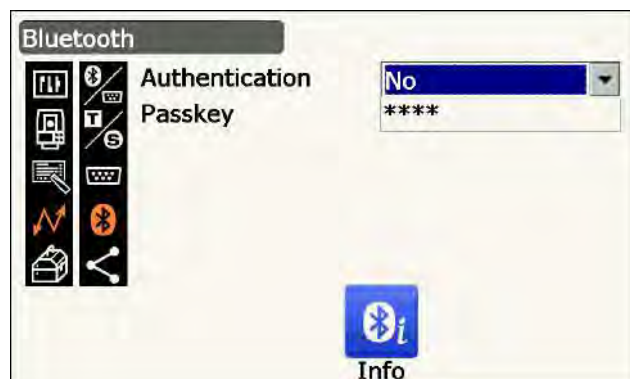 Bluetooth
Authentication No
Passkey ****
T
S
i
Info